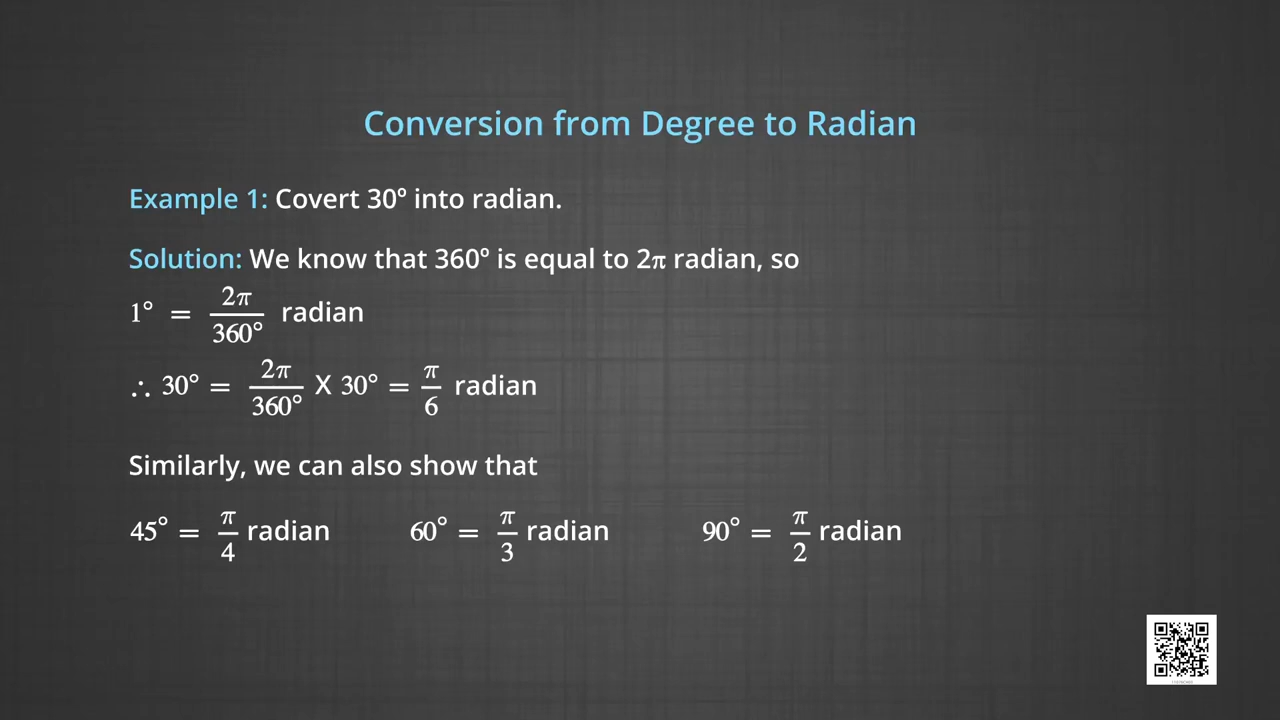 Conversion from Degree to Radian
Example 1: Covert 30° into radian.
Solution: We know that 360° is equal to 2π radian, so
1° = 2π/360° radian
∴ 30° = 2π/360° X 30° = π/6 radian
Similarly, we can also show that
45° = π/4 radian 60° = π/3 radian 90° = π/2 radian